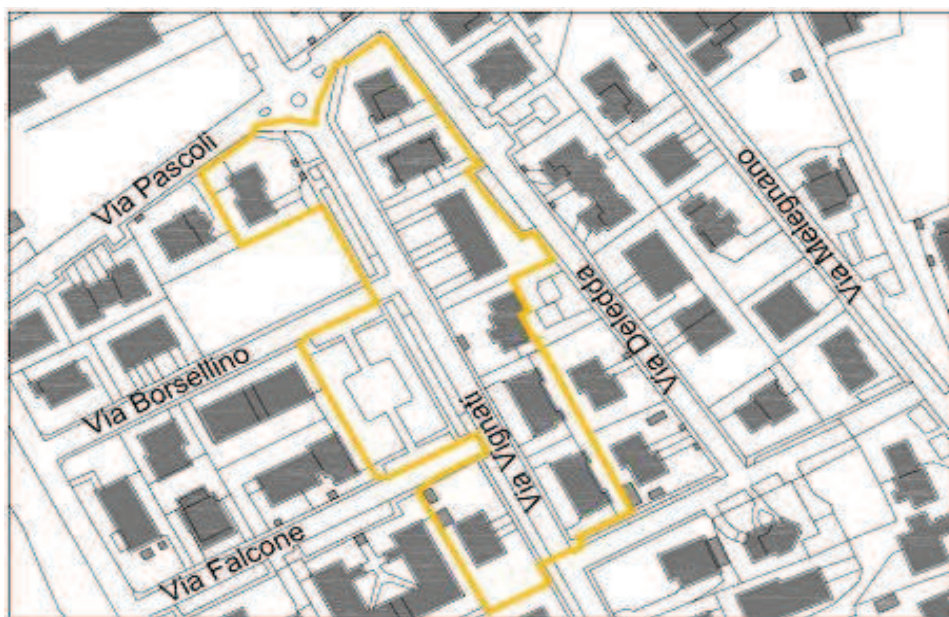 Via Pascoli
Via Melegnano
Via Deledda
Via Borsellino
Via Vignati
Via Falcone